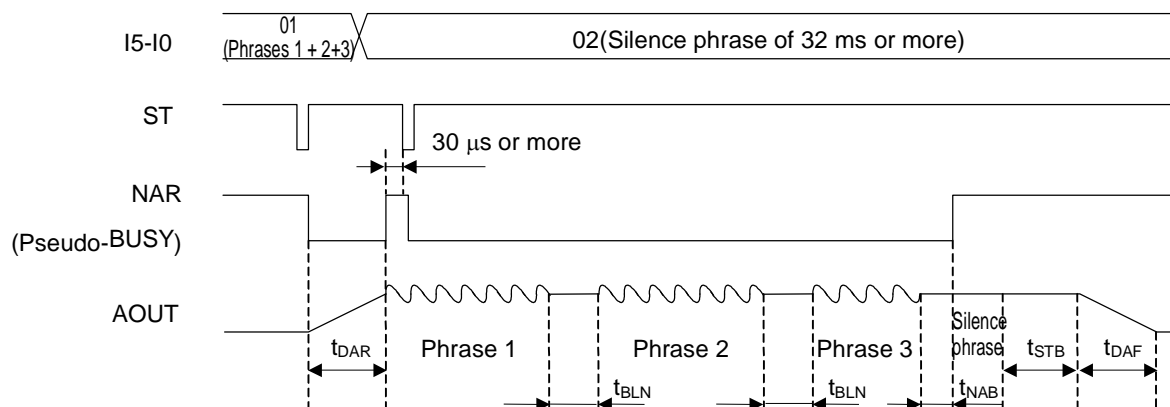 I5-I0
01
(Phrases 1 + 2+3)
02(Silence phrase of 32 ms or more)
ST
30 μs or more
NAR
(Pseudo-BUSY)
AOUT
Silence
phrase
tDAR
Phrase 1
Phrase 2
Phrase 3
tSTB
tDAF
tBLN
tBLN
tNAB